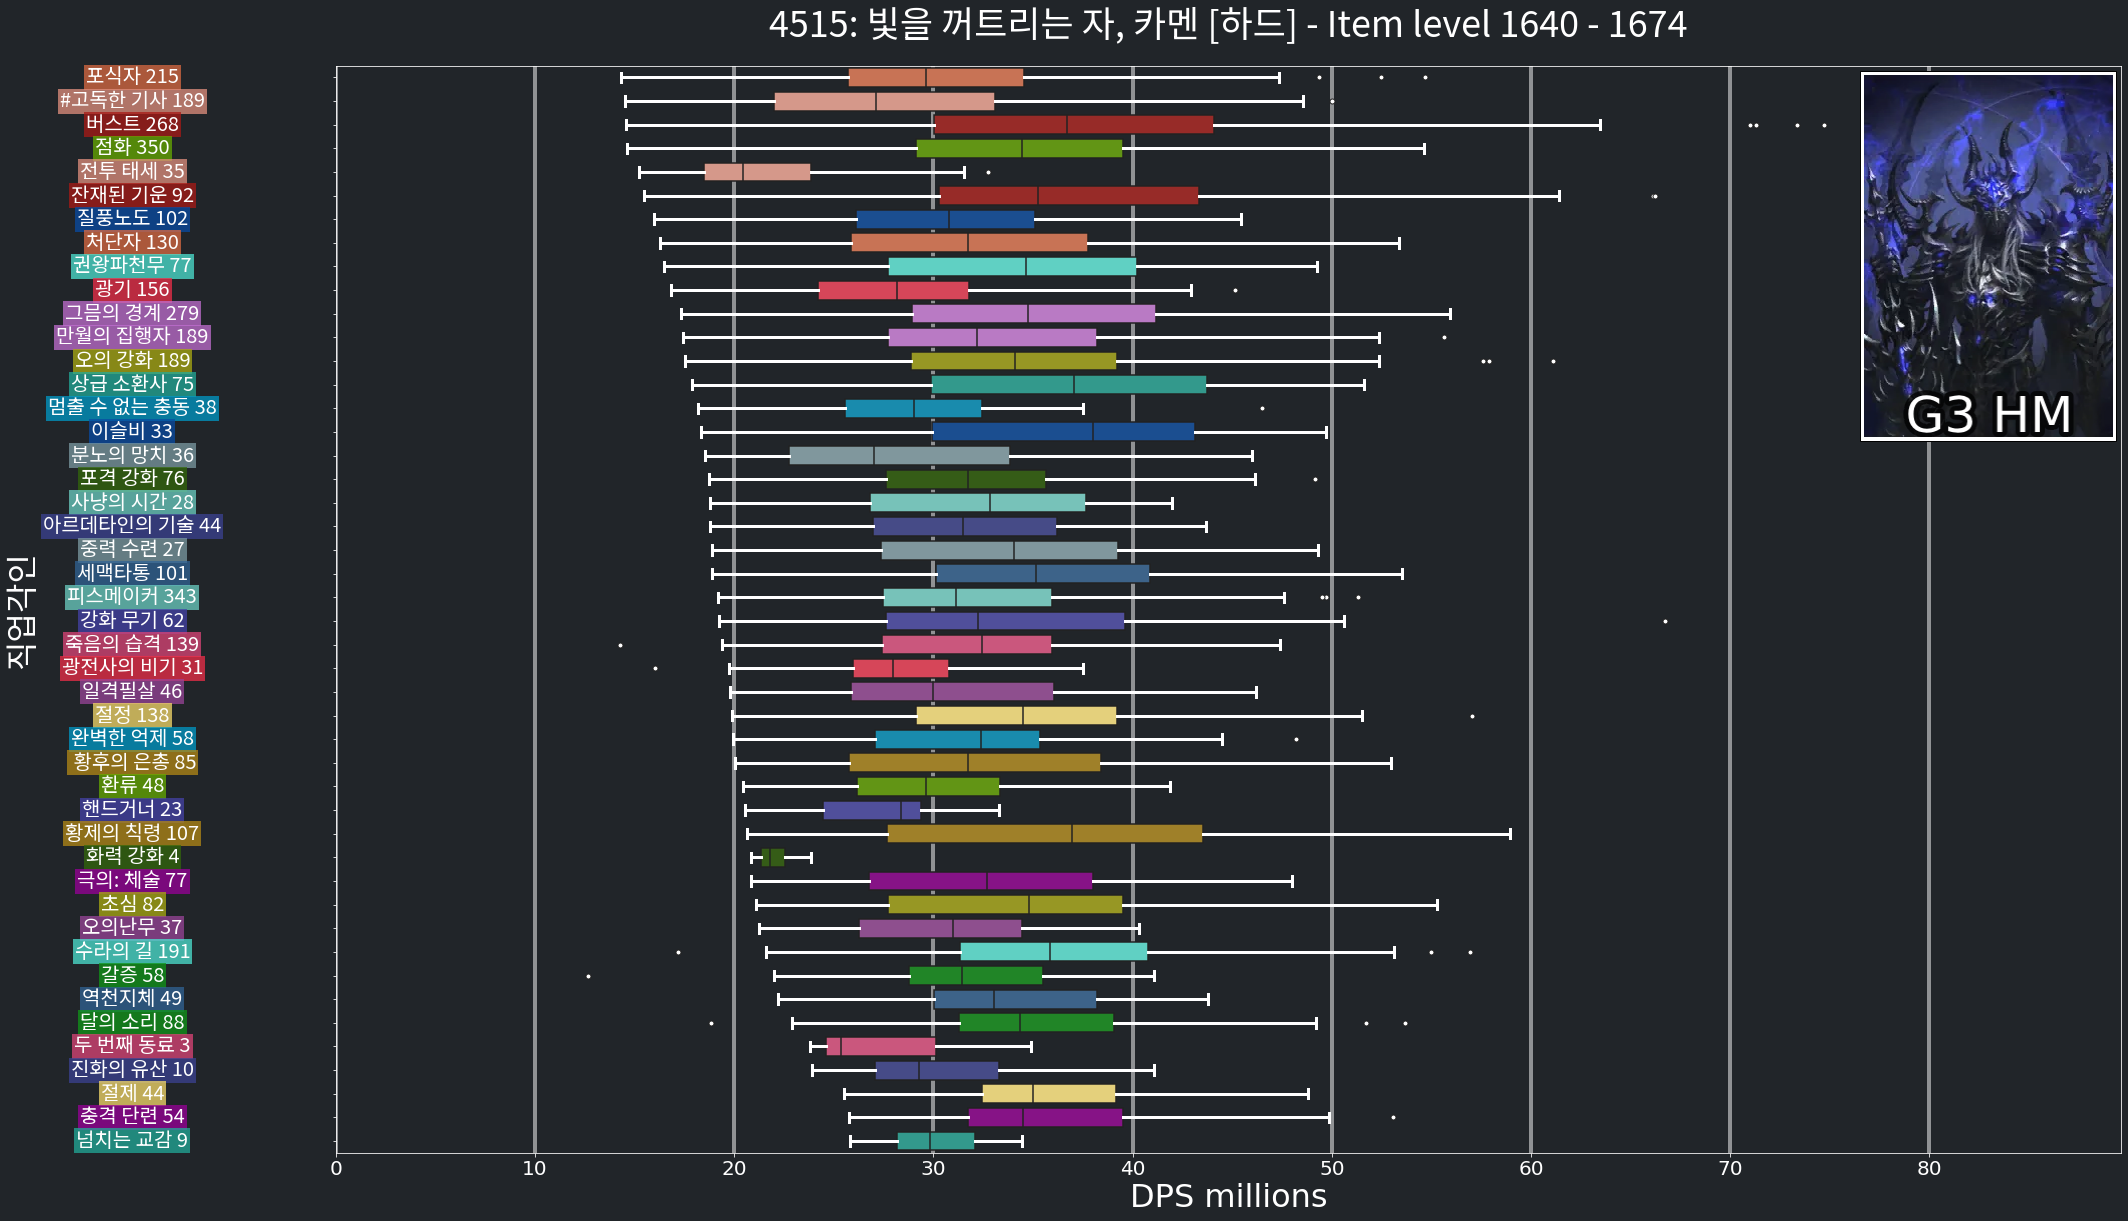 4515: 빛을 꺼트리는 자, 카멘 [하드] - Item level 1640 - 1674
직업각인
포식자 215
#고독한 기사 189
버스트 268
점화 350
전투 태세 35
잔재된 기운 92
질풍노도 102
처단자 130
권왕파천무 77
광기 156
그믐의 경계 279
만월의 집행자 189
오의 강화 189
상급 소환사 75
멈출 수 없는 충동 38
이슬비 33
분노의 망치 36
포격 강화 76
사냥의 시간 28
아르데타인의 기술 44
중력 수련 27
세맥타통 101
피스메이커 343
강화 무기 62
죽음의 습격 139
광전사의 비기 31
일격필살 46
절정 138
완벽한 억제 58
황후의 은총 85
환류 48
핸드거너 23
황제의 칙령 107
화력 강화 4
극의: 체술 77
초심 82
오의난무 37
수라의 길 191
갈증 58
역천지체 49
달의 소리 88
두 번째 동료 3
진화의 유산 10
절제 44
충격 단련 54
넘치는 교감 9
G3 HM
0 10 20 30 40 50 60 70 80
DPS millions